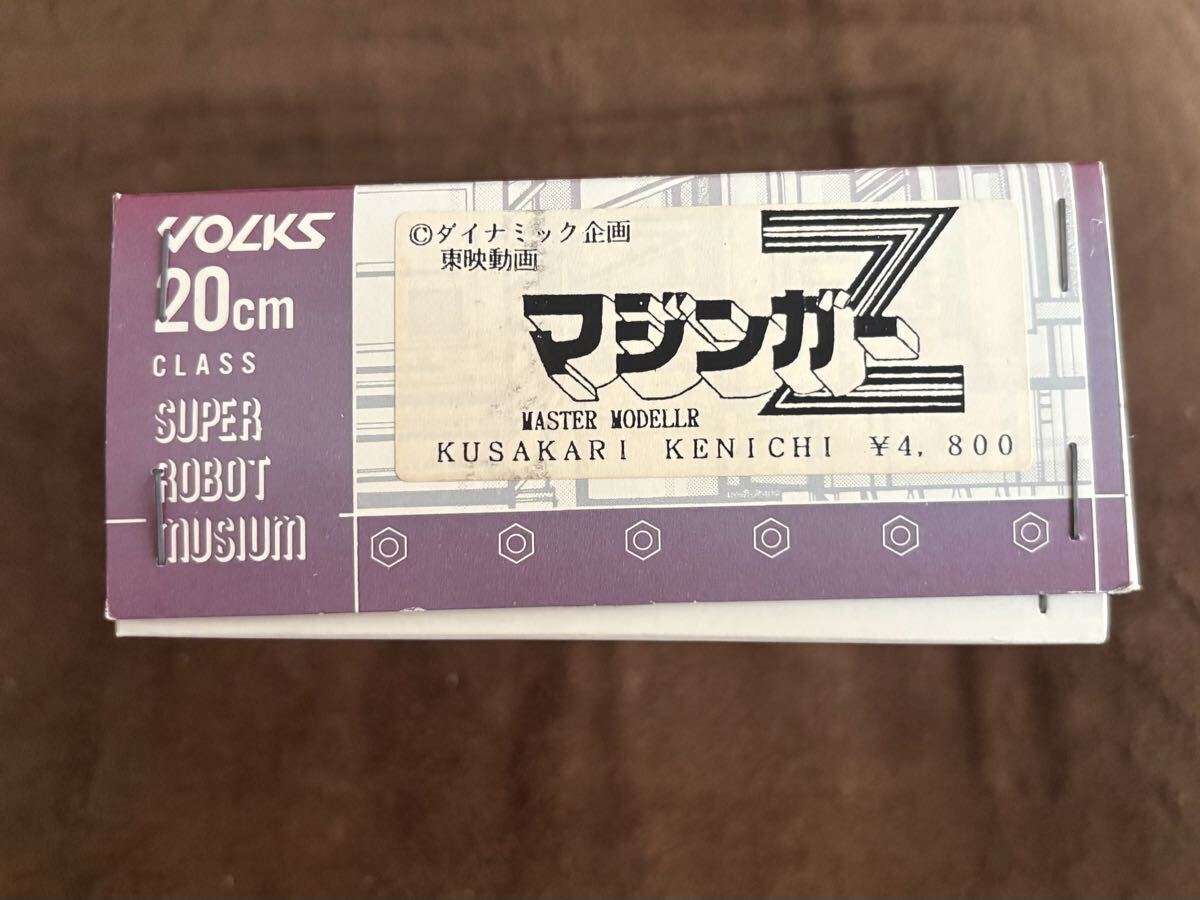 VOLKS
20cm
CLASS
SUPER
ROBOT
MUSIUM
©ダイナミック企画
東映動画
マジンガーZ
MASTER MODELLR
KUSAKARI KENICHI ¥4,800